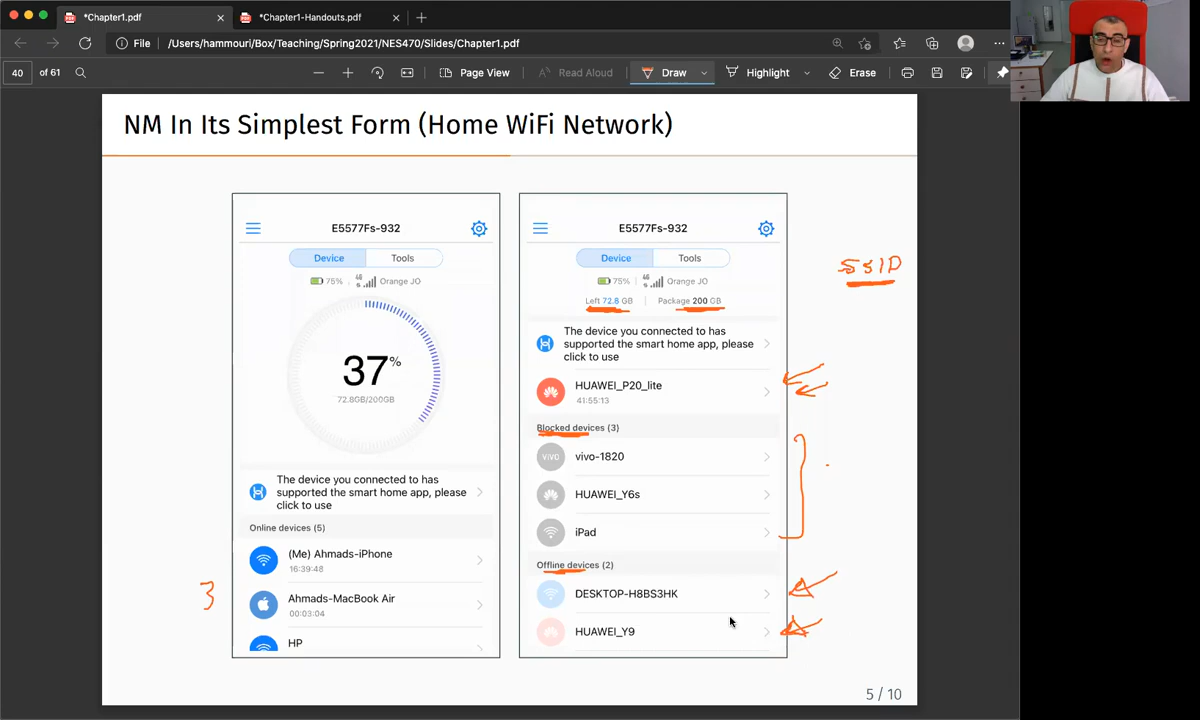 *Chapter1.pdf
*Chapter1-Handouts.pdf
File /Users/hammouri/Box/Teaching/Spring2021/NES470/Slides/Chapter1.pdf
40 of 61
Page View
Read Aloud
Draw
Highlight
Erase
NM In Its Simplest Form (Home WiFi Network)
E5577Fs-932
Device Tools
75% 4G Orange JO
37%
72.8GB/200GB
The device you connected to has
supported the smart home app, please
click to use
Online devices (5)
(Me) Ahmads-iPhone
16:39:48
Ahmads-MacBook Air
00:03:04
HP
3
E5577Fs-932
Device Tools
75% 4G Orange JO
Left 72.8 GB Package 200 GB
The device you connected to has
supported the smart home app, please
click to use
HUAWEI_P20_lite
41:55:13
Blocked devices (3)
vivo vivo-1820
HUAWEI_Y6s
iPad
Offline devices (2)
DESKTOP-H8BS3HK
HUAWEI_Y9
SSID
5 / 10